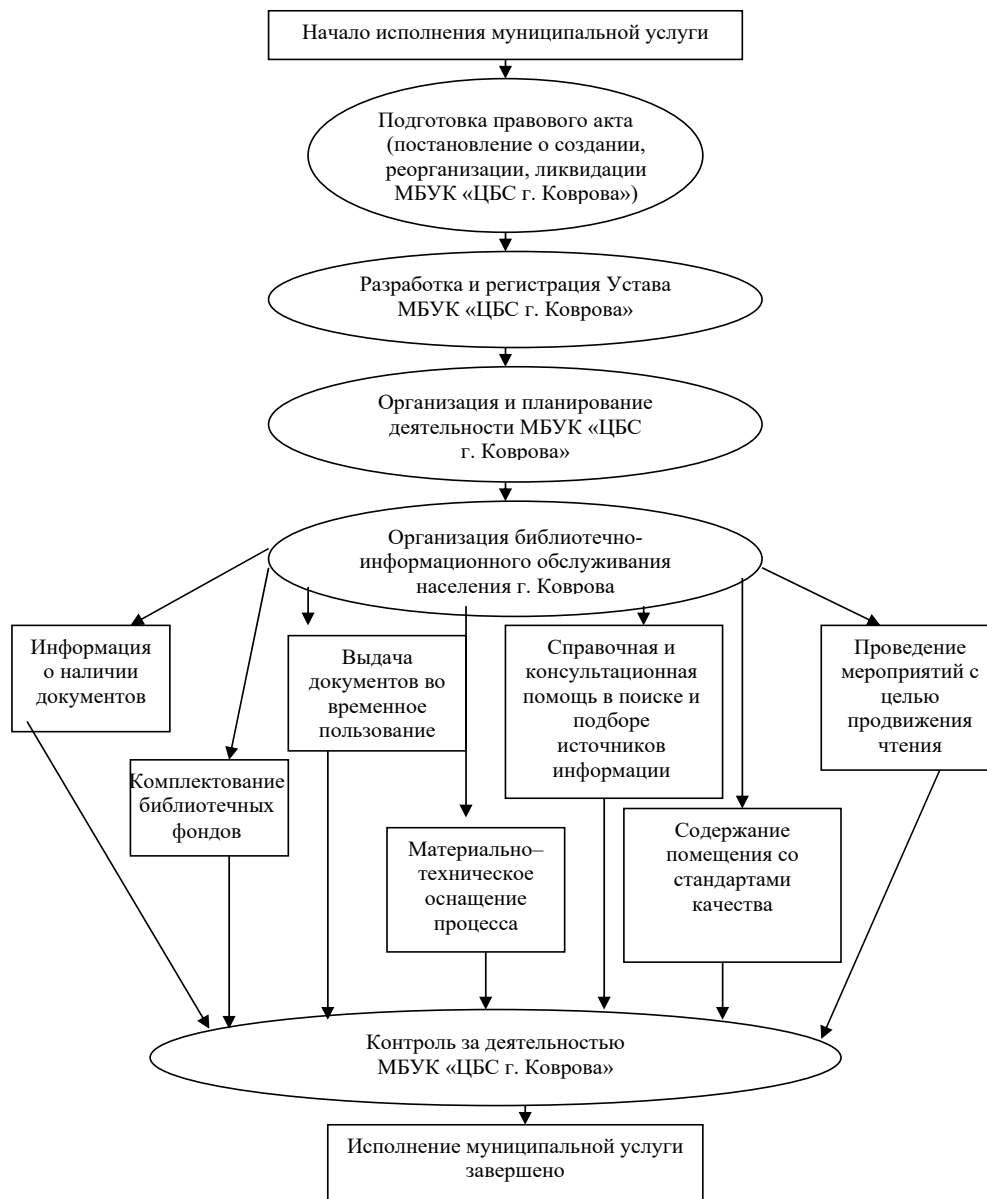 Начало исполнения муниципальной услуги
Подготовка правового акта
(постановление о создании,
реорганизации, ликвидации
МБУК «ЦБС г. Коврова»)
Разработка и регистрация Устава
МБУК «ЦБС г. Коврова»
Организация и планирование
деятельности МБУК «ЦБС
г. Коврова»
Организация библиотечно-
информационного обслуживания
населения г. Коврова
Информация
о наличии
документов
Выдача
документов во
временное
пользование
Справочная и
консультационная
помощь в поиске и
подборе
источников
информации
Проведение
мероприятий с
целью
продвижения
чтения
Комплектование
библиотечных
фондов
Материально–
техническое
оснащение
процесса
Содержание
помещения со
стандартами
качества
Контроль за деятельностью
МБУК «ЦБС г. Коврова»
Исполнение муниципальной услуги
завершено